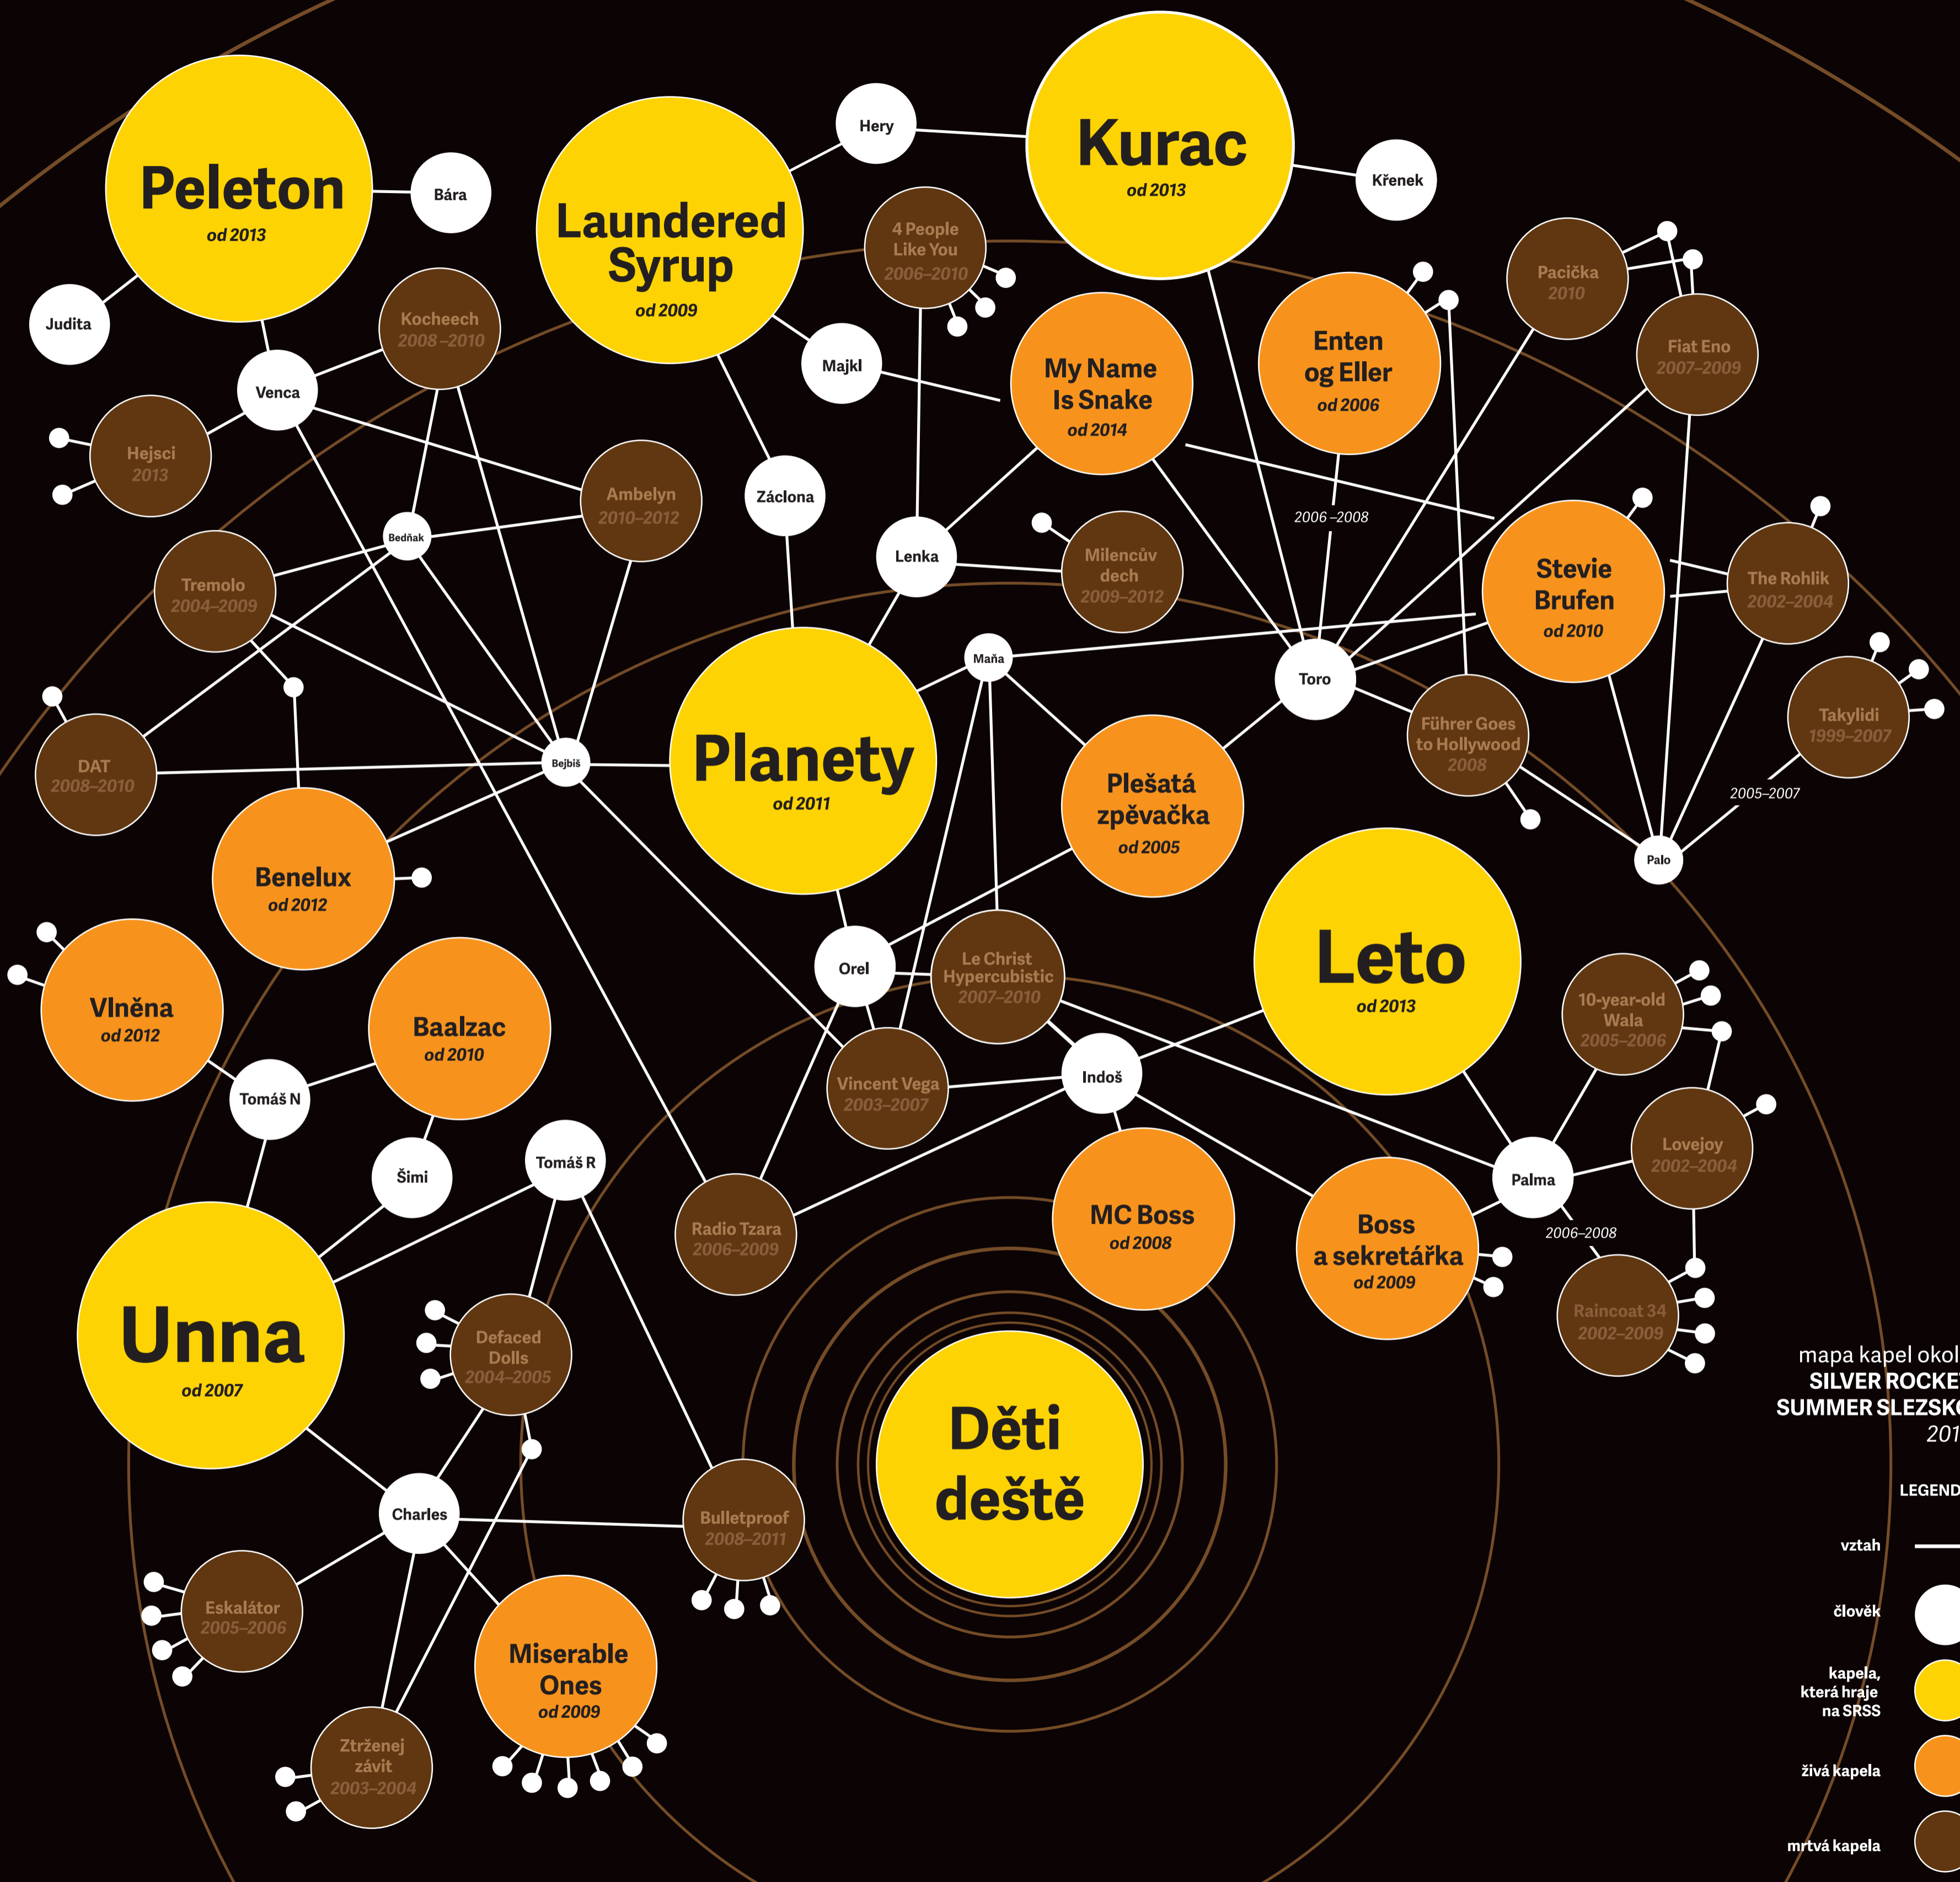 Peleton
od 2013
Bára
Judita
Laundered
Syrup
od 2009
Hery
Kurac
od 2013
Křenek
4 People
Like You
2006–2010
Kocheech
2008–2010
Venca
Majkl
My Name
Is Snake
od 2014
Enten
og Eller
od 2006
Pacička
2010
Fiat Eno
2007–2009
Hejsci
2013
Ambelyn
2010–2012
Záclona
Bedňak
Lenka
Milencův
dech
2009–2012
2006–2008
Stevie
Brufen
od 2010
The Rohlik
2002–2004
Tremolo
2004–2009
Maňa
Toro
Führer Goes
to Hollywood
2008
Takylidi
1999–2007
2005–2007
DAT
2008–2010
Bejbiš
Planety
od 2011
Plešatá
zpěvačka
od 2005
Palo
Benelux
od 2012
Vlněna
od 2012
Baalzac
od 2010
Orel
Le Christ
Hypercubistic
2007–2010
Leto
od 2013
10-year-old
Wala
2005–2006
Tomáš N
Vincent Vega
2003–2007
Indoš
Šimi
Tomáš R
Palma
Lovejoy
2002–2004
Radio Tzara
2006–2009
MC Boss
od 2008
Boss
a sekretářka
od 2009
2006–2008
Raincoat 34
2002–2009
Unna
od 2007
Defaced
Dolls
2004–2005
Děti
deště
Charles
Bulletproof
2008–2011
Eskalátor
2005–2006
Miserable
Ones
od 2009
Ztrženej
závit
2003–2004
mapa kapel okol
SILVER ROCKE
SUMMER SLEZSK
201
LEGEND
vztah
člověk
kapela,
která hraje
na SRSS
živá kapela
mrtvá kapela